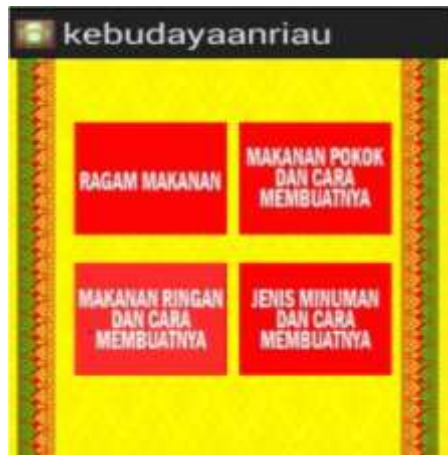 kebudayaanriau
RAGAM MAKANAN
MAKANAN POKOK
DAN CARA
MEMBUATNYA
MAKANAN RINGAN
DAN CARA
MEMBUATNYA
JENIS MINUMAN
DAN CARA
MEMBUATNYA